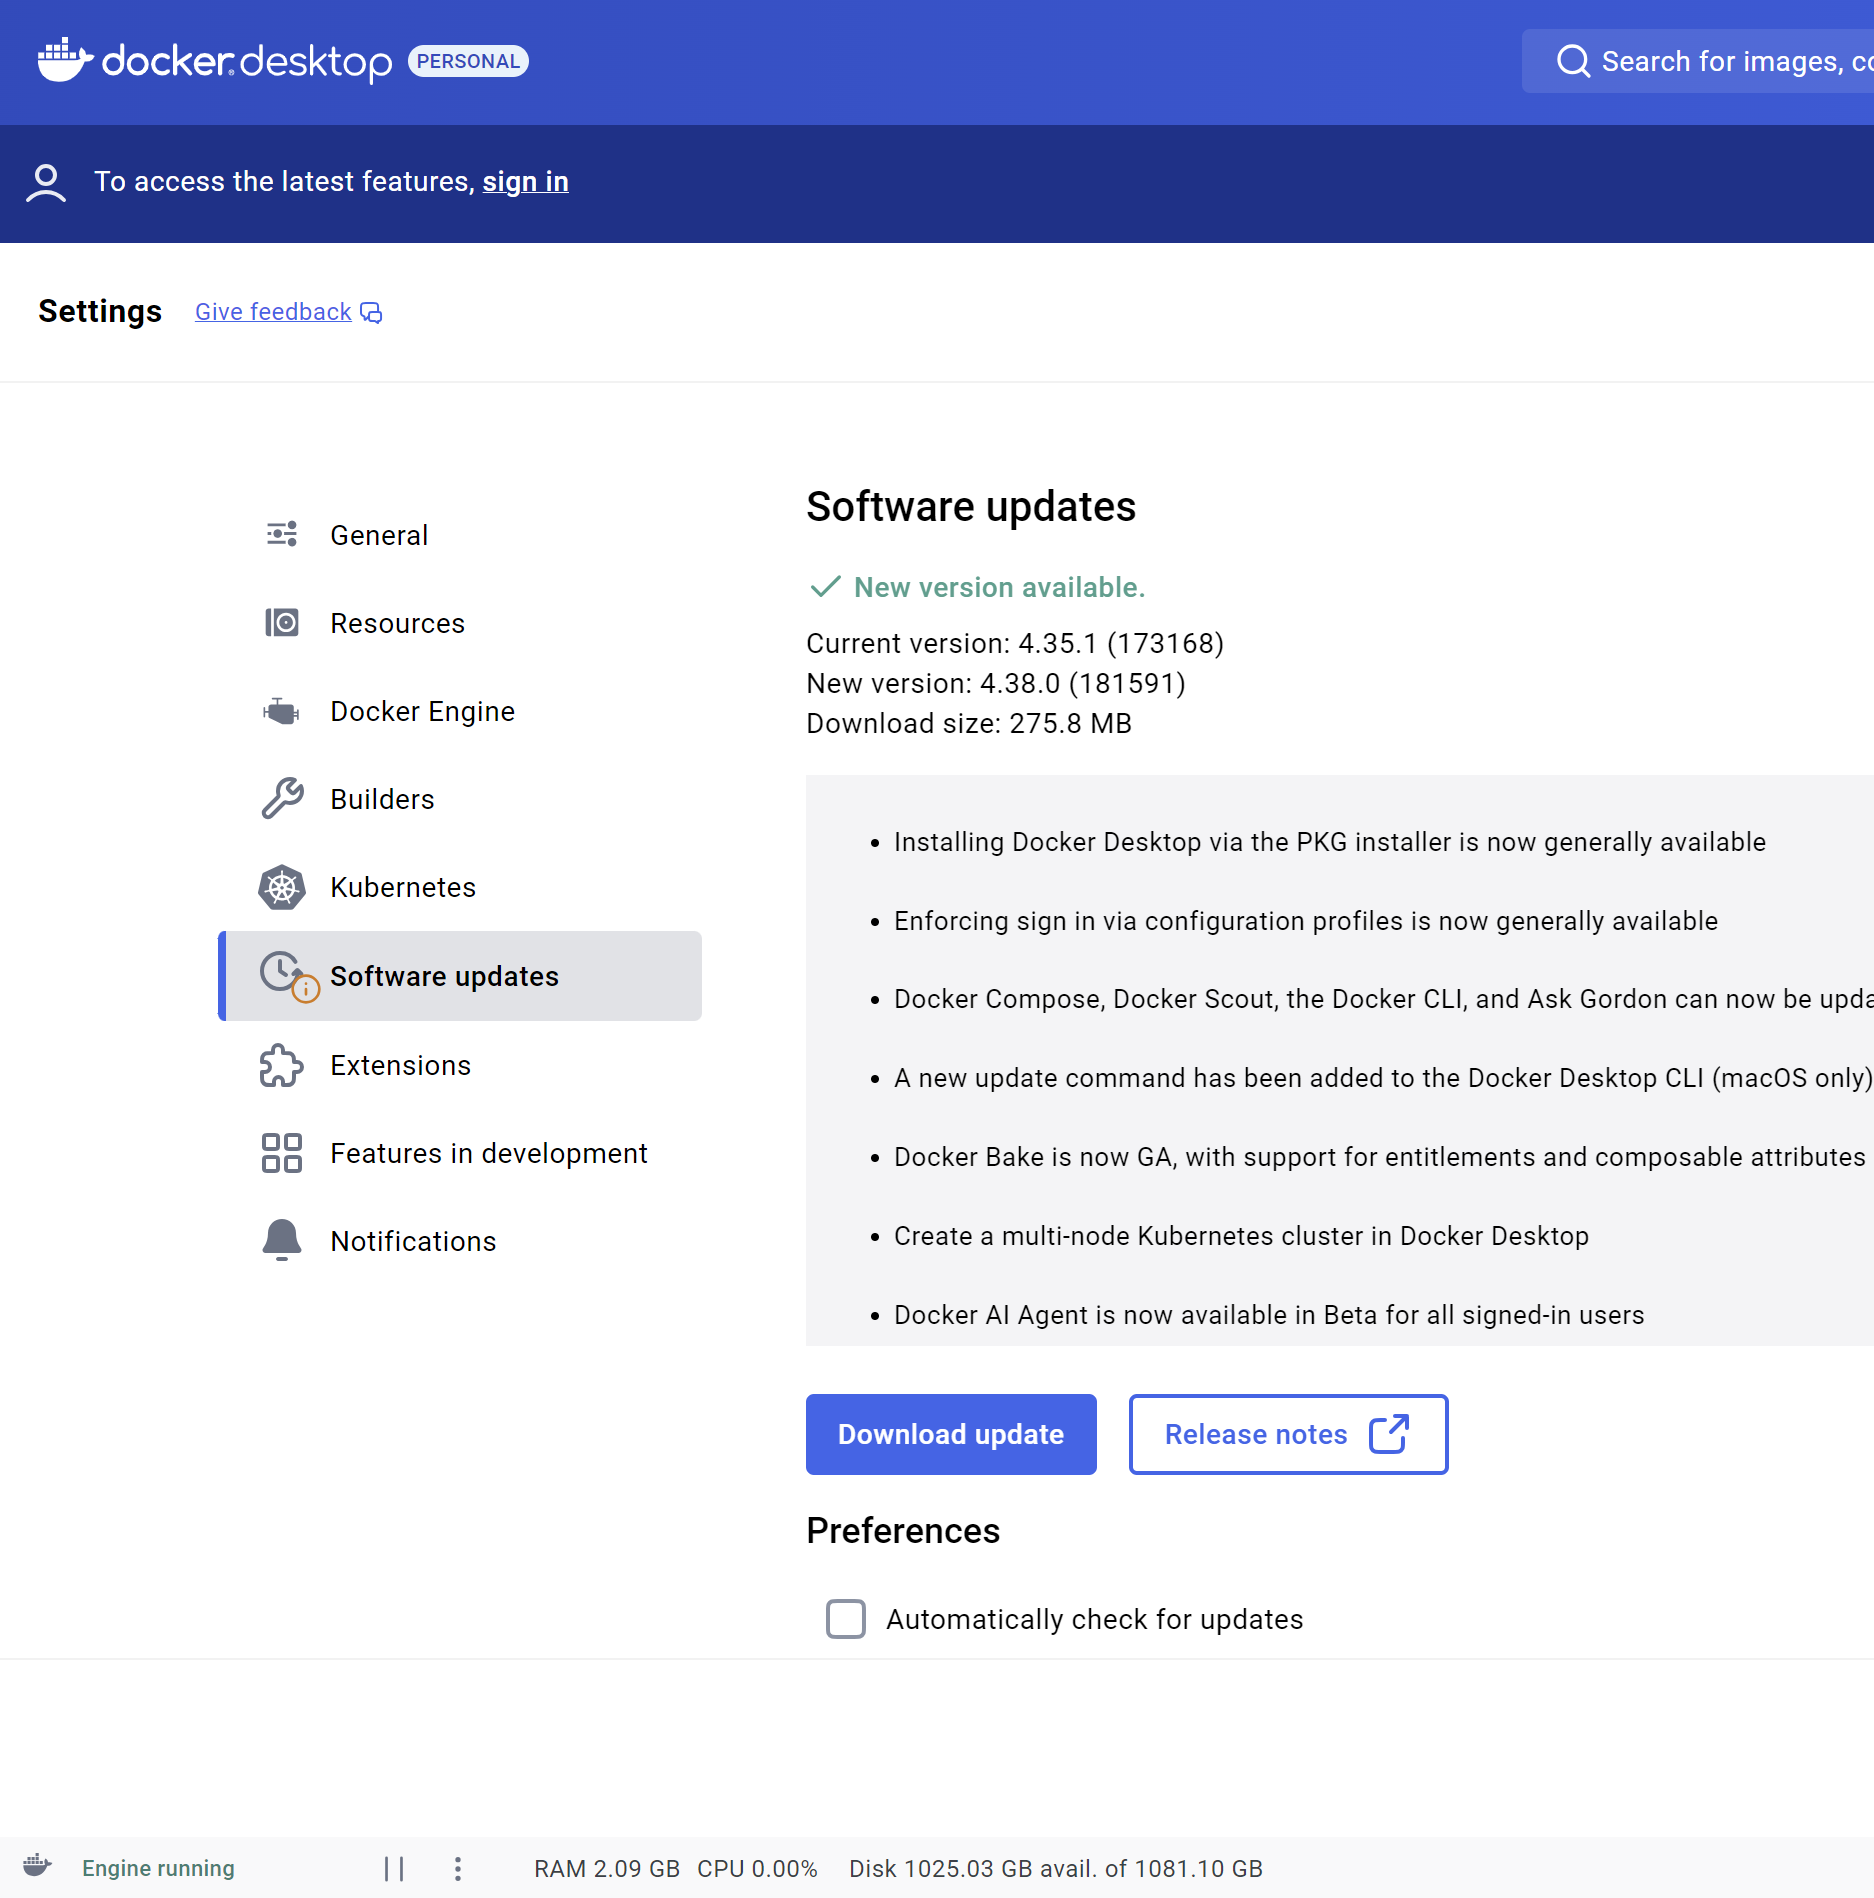 docker desktop PERSONAL
Search for images, co
To access the latest features, sign in
Settings Give feedback
General
Resources
Docker Engine
Builders
Kubernetes
Software updates
Extensions
Features in development
Notifications
Software updates
New version available.
Current version: 4.35.1 (173168)
New version: 4.38.0 (181591)
Download size: 275.8 MB
• Installing Docker Desktop via the PKG installer is now generally available
• Enforcing sign in via configuration profiles is now generally available
• Docker Compose, Docker Scout, the Docker CLI, and Ask Gordon can now be upda
• A new update command has been added to the Docker Desktop CLI (macOS only)
• Docker Bake is now GA, with support for entitlements and composable attributes
• Create a multi-node Kubernetes cluster in Docker Desktop
• Docker AI Agent is now available in Beta for all signed-in users
Download update Release notes
Preferences
Automatically check for updates
Engine running RAM 2.09 GB CPU 0.00% Disk 1025.03 GB avail. of 1081.10 GB